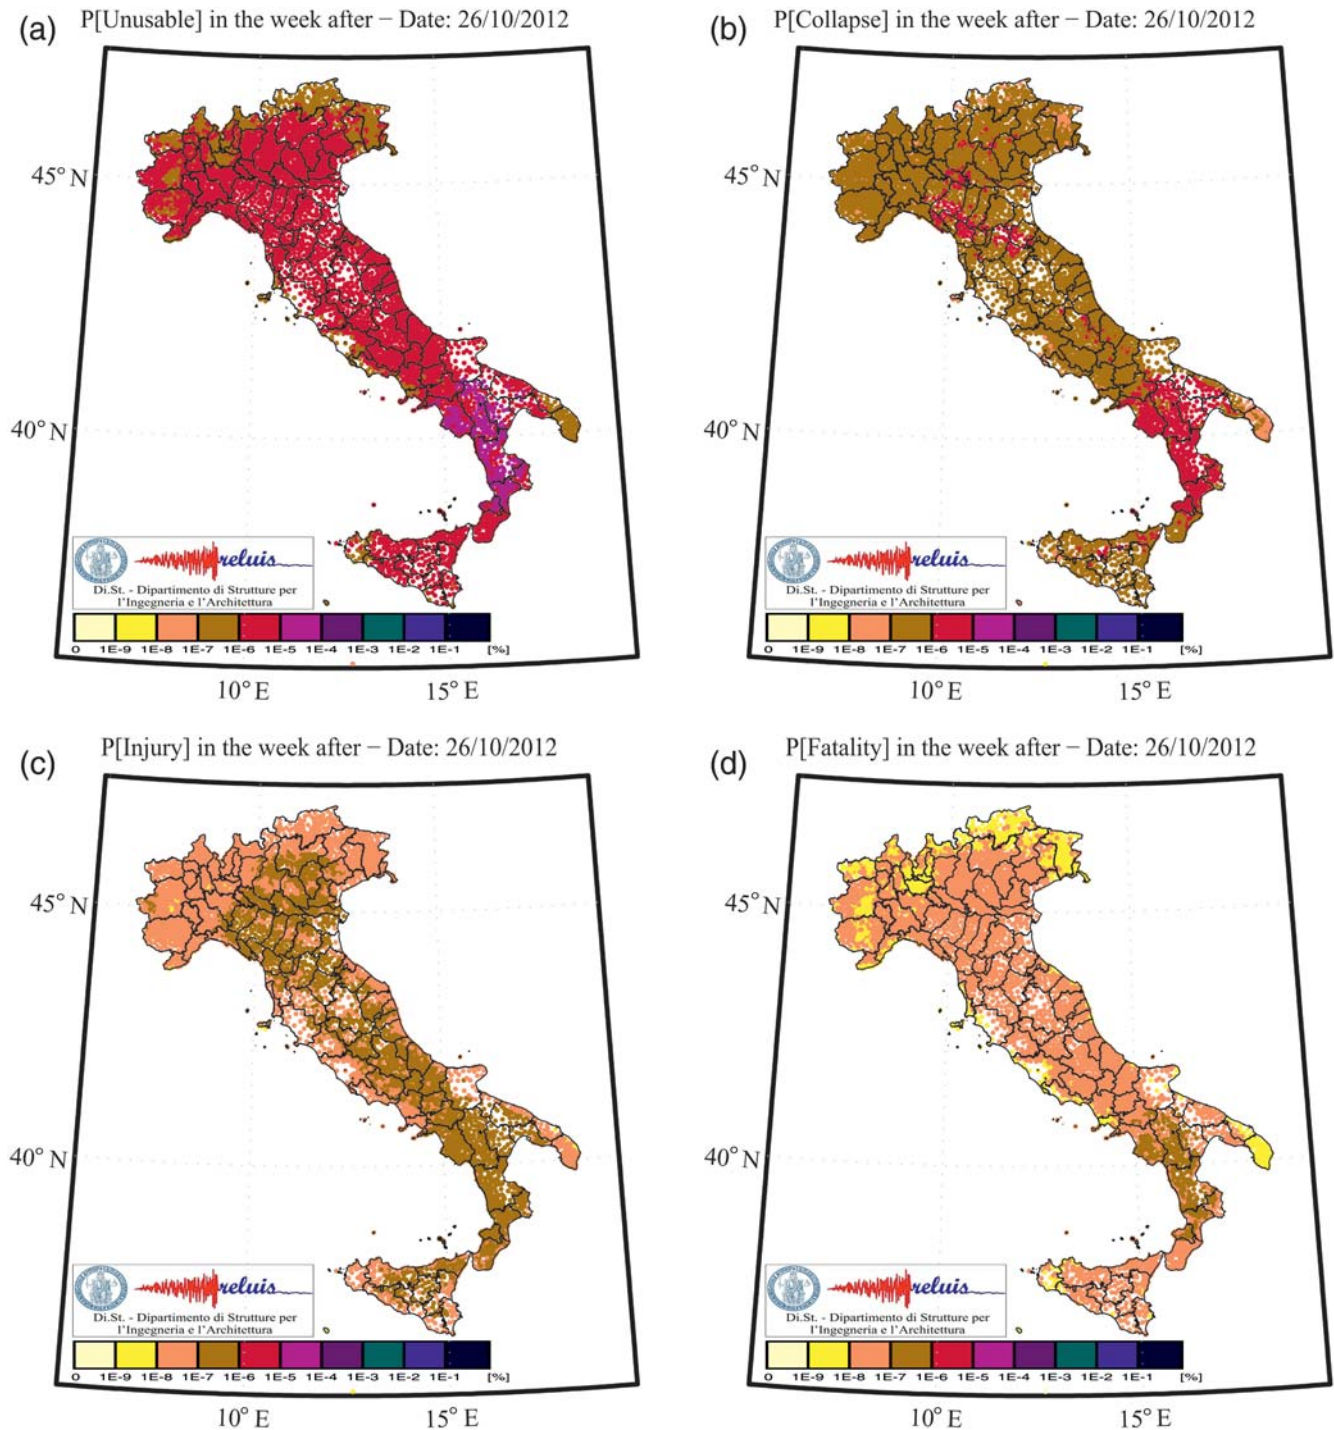 (a) P[Unusable] in the week after − Date: 26/10/2012
45° N
40° N
reluis
Di.St. - Dipartimento di Strutture per
l'Ingegneria e l'Architettura
0 1E-9 1E-8 1E-7 1E-6 1E-5 1E-4 1E-3 1E-2 1E-1 [%]
10° E 15° E
(b) P[Collapse] in the week after − Date: 26/10/2012
45° N
40° N
reluis
Di.St. - Dipartimento di Strutture per
l'Ingegneria e l'Architettura
0 1E-9 1E-8 1E-7 1E-6 1E-5 1E-4 1E-3 1E-2 1E-1 [%]
10° E 15° E
(c) P[Injury] in the week after − Date: 26/10/2012
45° N
40° N
reluis
Di.St. - Dipartimento di Strutture per
l'Ingegneria e l'Architettura
0 1E-9 1E-8 1E-7 1E-6 1E-5 1E-4 1E-3 1E-2 1E-1 [%]
10° E 15° E
(d) P[Fatality] in the week after − Date: 26/10/2012
45° N
40° N
reluis
Di.St. - Dipartimento di Strutture per
l'Ingegneria e l'Architettura
0 1E-9 1E-8 1E-7 1E-6 1E-5 1E-4 1E-3 1E-2 1E-1 [%]
10° E 15° E